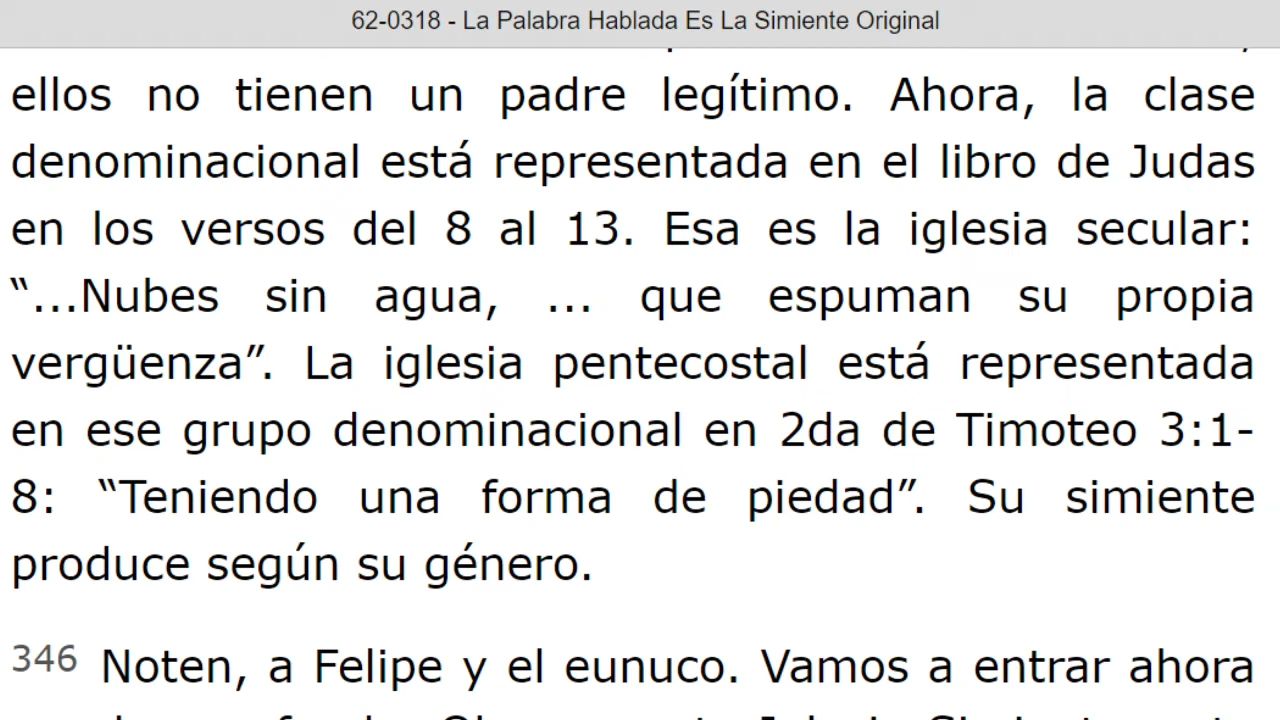 62-0318 - La Palabra Hablada Es La Simiente Original
ellos no tienen un padre legítimo. Ahora, la clase
denominacional está representada en el libro de Judas
en los versos del 8 al 13. Esa es la iglesia secular:
“...Nubes sin agua, ... que espuman su propia
vergüenza”. La iglesia pentecostal está representada
en ese grupo denominacional en 2da de Timoteo 3:1-
8: “Teniendo una forma de piedad”. Su simiente
produce según su género.
346 Noten, a Felipe y el eunuco. Vamos a entrar ahora